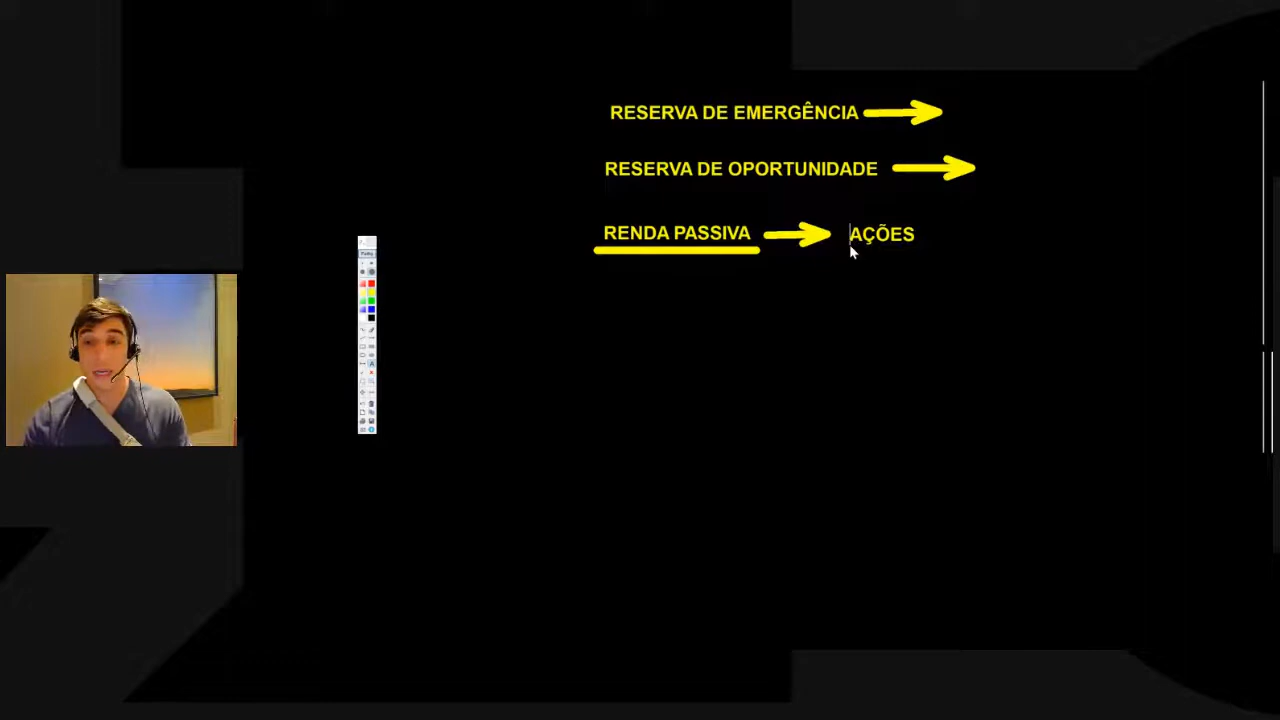 RESERVA DE EMERGÊNCIA
RESERVA DE OPORTUNIDADE
RENDA PASSIVA AÇÕES